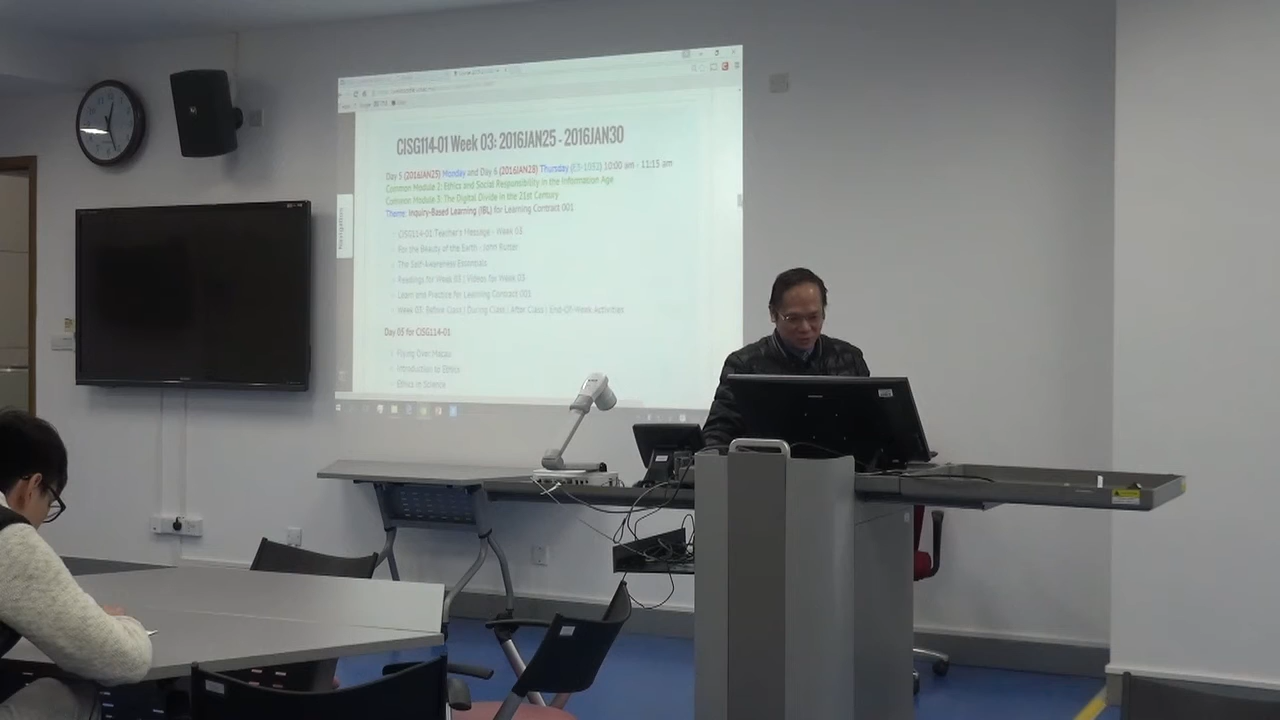 CISG114-01 Week 03: 2016JAN25 - 2016JAN30
Day 5 (2016JAN25) Monday and Day 6 (2016JAN28) Thursday 10:00 am - 11:15 am
Common Module 2: Ethics and Social Responsibility in the Information Age
Common Module 3: The Digital Divide in the 21st Century
Theme: Inquiry-Based Learning (IBL) for Learning Contract 001
CISG114-01 Teacher's Message - Week 03
For the Beauty of the Earth - John Rutter
The Self-Awareness Essentials
Readings for Week 03 | Videos for Week 03
Learn and Practice for Learning Contract 001
Week 03: Before Class | During Class | After Class | End-Of-Week Activities
Day 05 for CISG114-01
Flying Over Macau
Introduction to Ethics
Ethics in Science
Navigation